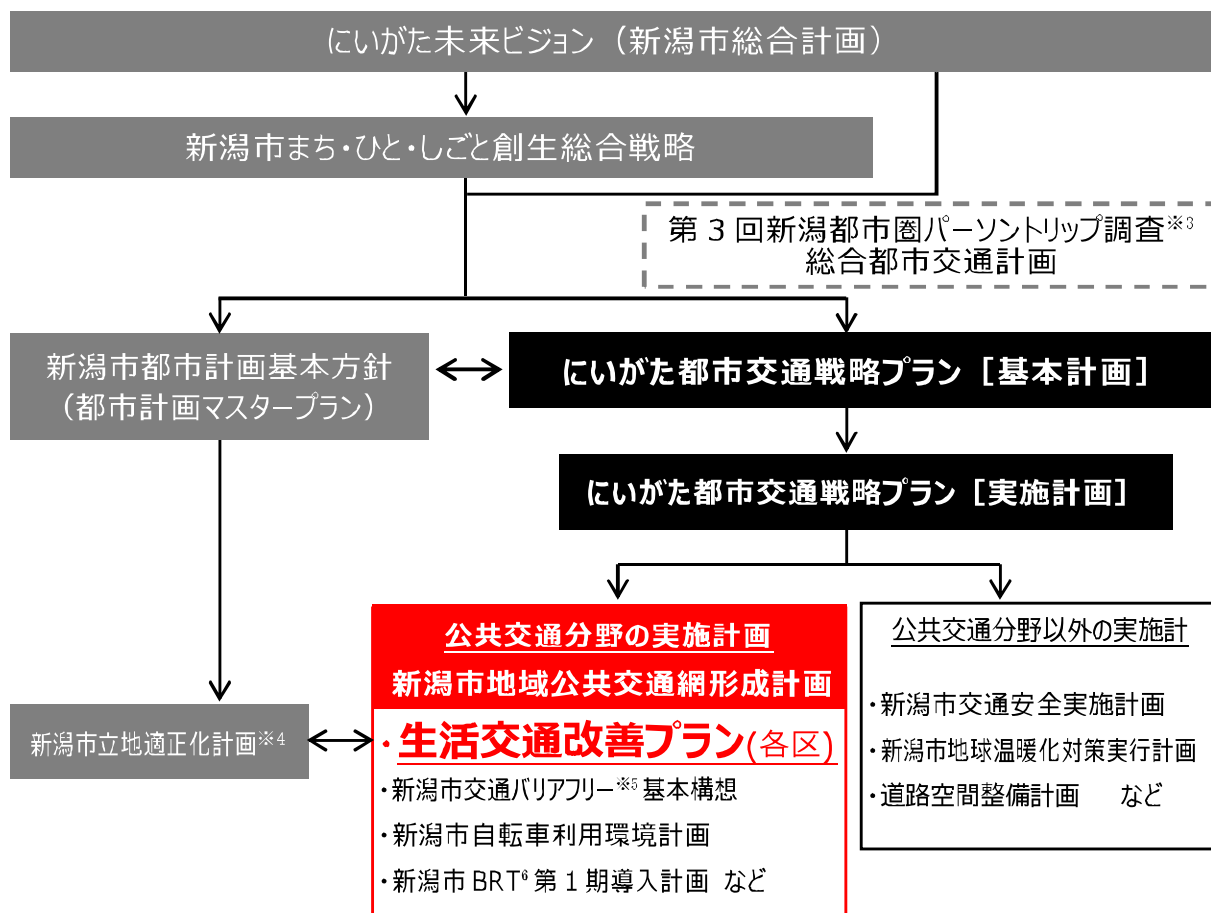 にいがた未来ビジョン（新潟市総合計画）
新潟市まち・ひと・しごと創生総合戦略
第3回新潟都市圏パーソントリップ調査※3
総合都市交通計画
新潟市都市計画基本方針
（都市計画マスタープラン）
にいがた都市交通戦略プラン［基本計画］
にいがた都市交通戦略プラン［実施計画］
公共交通分野の実施計画
新潟市地域公共交通網形成計画
・生活交通改善プラン(各区)
・新潟市交通バリアフリー※5基本構想
・新潟市自転車利用環境計画
・新潟市BRT6第1期導入計画 など
公共交通分野以外の実施計
・新潟市交通安全実施計画
・新潟市地球温暖化対策実行計画
・道路空間整備計画 など
新潟市立地適正化計画※4